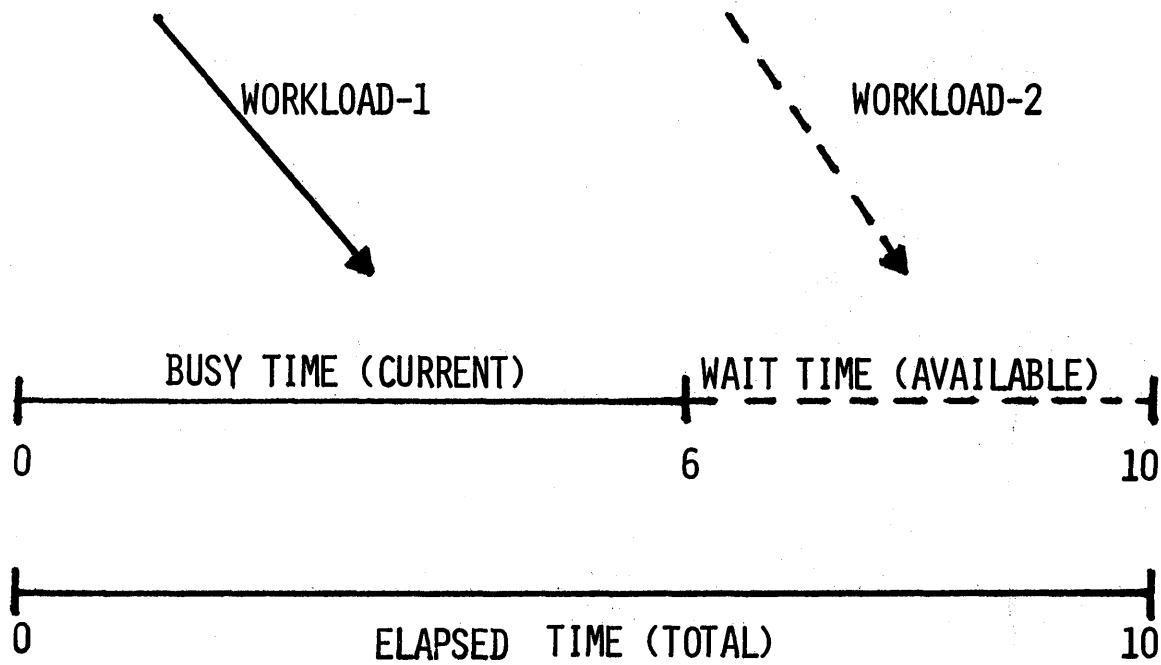 WORKLOAD-1 WORKLOAD-2
BUSY TIME (CURRENT) WAIT TIME (AVAILABLE)
0 6 10
0 10
ELAPSED TIME (TOTAL)